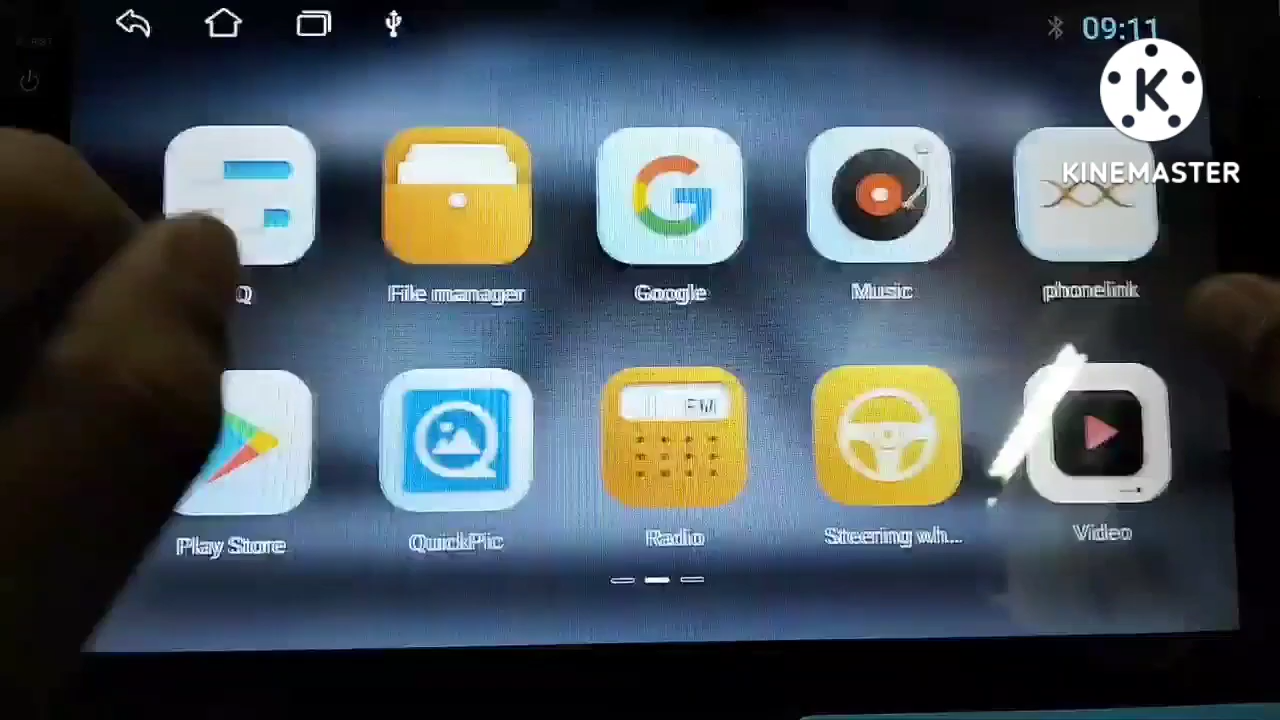 09:11
K
KINEMASTER
Q
File manager
Google
Music
phonelink
FM
Play Store
QuickPic
Radio
Steering wh...
Video